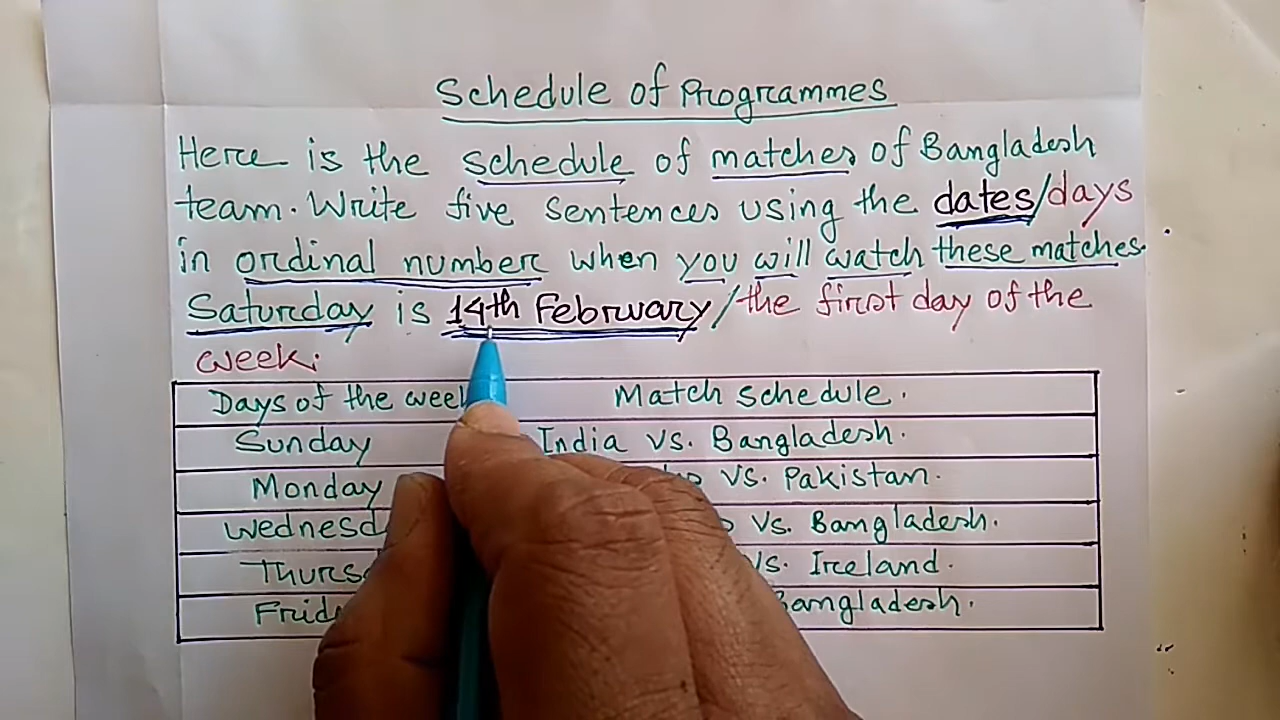 Schedule of Programmes
Here is the schedule of matches of Bangladesh
team. Write five sentences using the dates/days
in ordinal number when you will watch these matches.
Saturday is 14th February/the first day of the
week.
Days of the week Match schedule.
Sunday India vs. Bangladesh.
Monday vs. Pakistan.
vs. Bangladesh.
vs. Ireland.
Bangladesh.